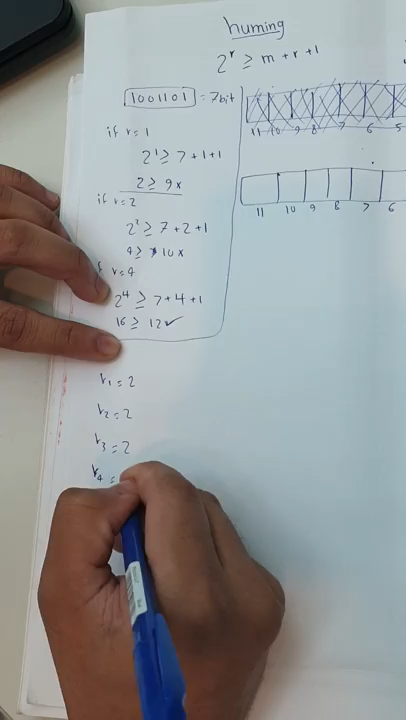 huming
2^r ≥ m + r + 1
1001101 = 7bit
if r = 1
2^1 ≥ 7 + 1 + 1
2 ≥ 9 x
if r = 2
2^2 ≥ 7 + 2 + 1
4 ≥ 10 x
r = 4
2^4 ≥ 7 + 4 + 1
16 ≥ 12 ✓
r1 = 2
r2 = 2
r3 = 2
r4 =
11 10 9 8 7 6 5
11 10 9 8 7 6